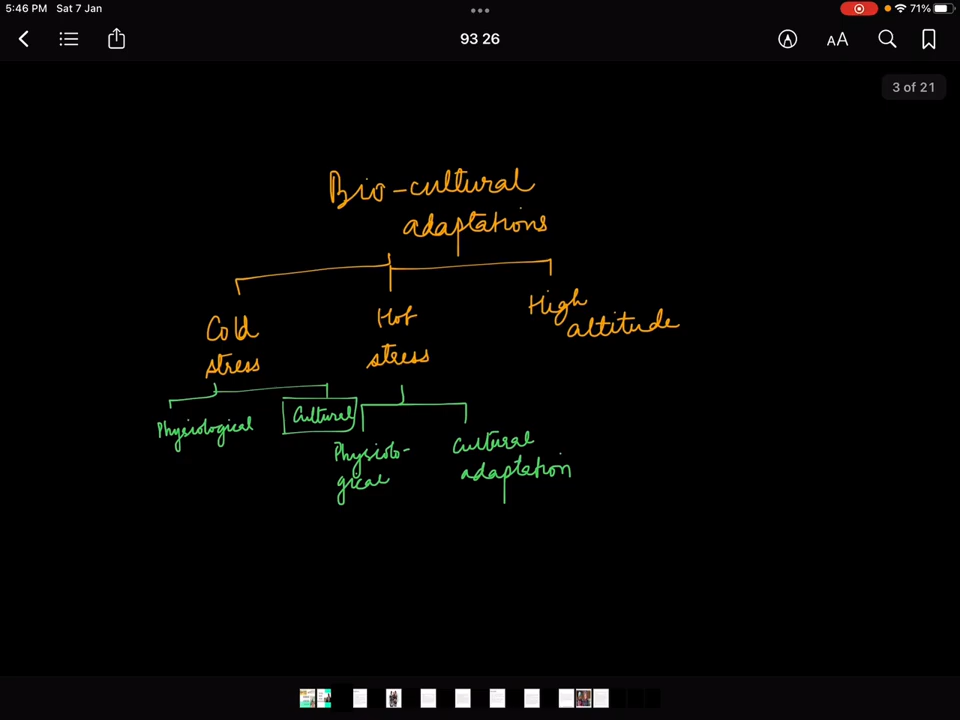 5:46 PM Sat 7 Jan
71%
93 26
AA
3 of 21
Bio-cultural
adaptations
Cold
stress
Hot
stress
High
altitude
Physiological
Cultural
Physiolo-
gical
Cultural
adaptation